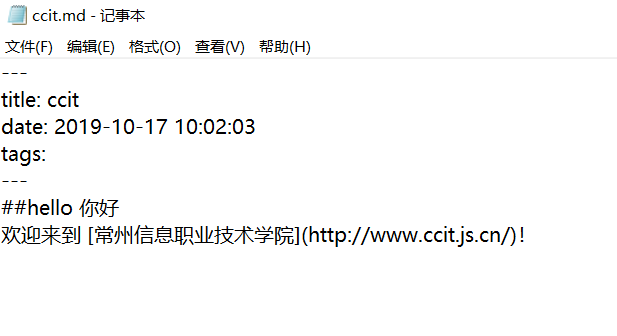 ccit.md - 记事本
文件(F) 编辑(E) 格式(O) 查看(V) 帮助(H)
---
title: ccit
date: 2019-10-17 10:02:03
tags:
---
##hello 你好
欢迎来到 [常州信息职业技术学院](http://www.ccit.js.cn/)!